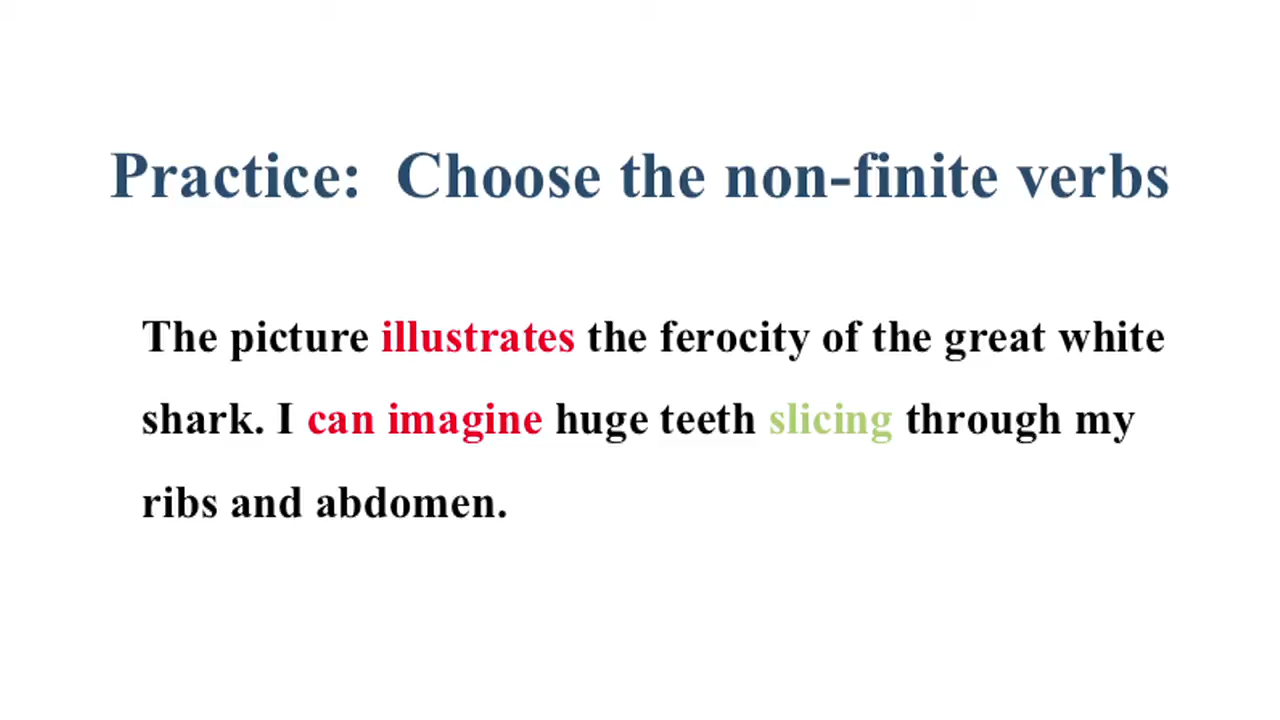 Practice:  Choose the non-finite verbs
The picture illustrates the ferocity of the great white
shark. I can imagine huge teeth slicing through my
ribs and abdomen.